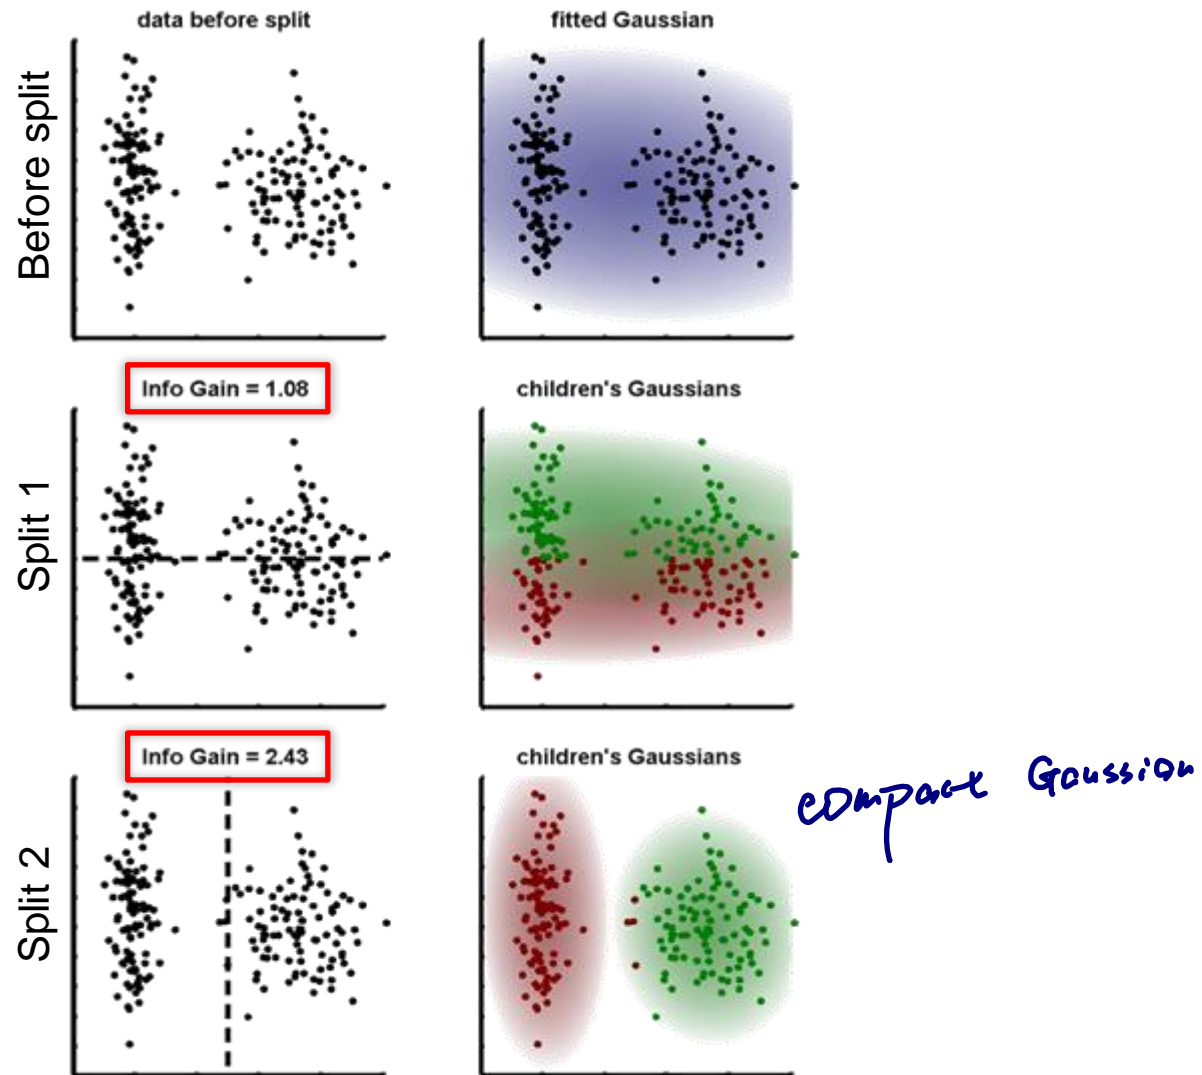 data before split
fitted Gaussian
Before split
Info Gain = 1.08
children's Gaussians
Split 1
Info Gain = 2.43
children's Gaussians
compact Gaussian
Split 2